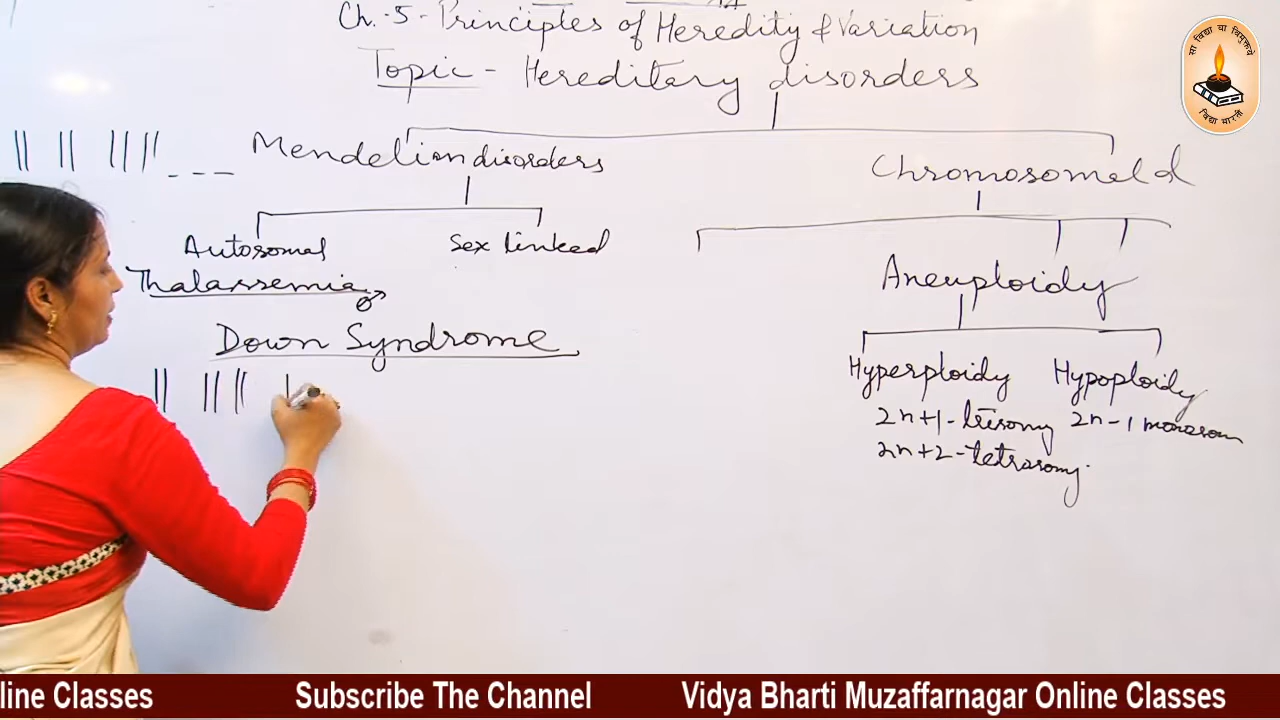 Ch.-5 - Principles of Heredity & Variation
Topic - Hereditary disorders
सा विद्या या विमुक्तये
विद्या भारती
Mendelian disorders
Chromosomal d
Autosomal
Sex linked
Thalassemia
Aneuploidy
Down Syndrome
Hyperploidy
Hypoploidy
2n+1-trisomy
2n-1 monosom
2n+2-tetrasomy
line Classes Subscribe The Channel Vidya Bharti Muzaffarnagar Online Classes